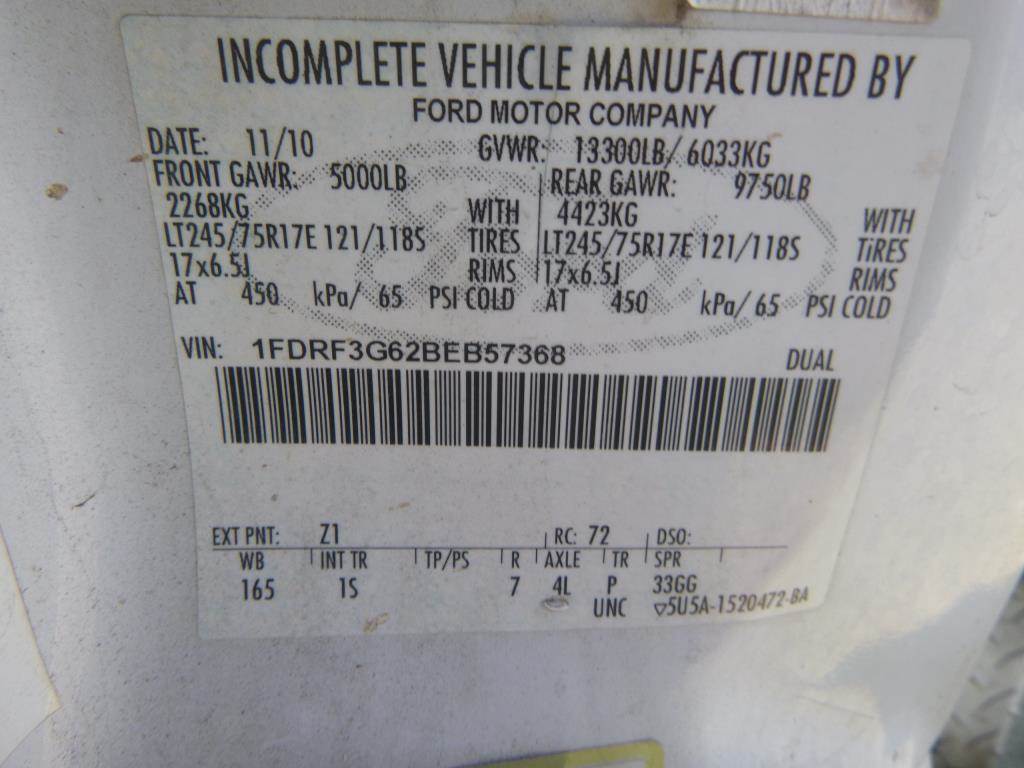 INCOMPLETE VEHICLE MANUFACTURED BY
FORD MOTOR COMPANY
DATE: 11/10 GVWR: 13300LB/ 6033KG
FRONT GAWR: 5000LB REAR GAWR: 9750LB
2268KG WITH 4423KG WITH
LT245/75R17E 121/118S TIRES LT245/75R17E 121/118S TIRES
17x6.5J RIMS 17x6.5J RIMS
AT 450 kPa/ 65 PSI COLD AT 450 kPa/ 65 PSI COLD
VIN: 1FDRF3G62BEB57368 DUAL
EXT PNT: Z1 RC: 72 DSO:
WB INT TR TP/PS R AXLE TR SPR
165 1S 7 4L P 33GG
UNC ▽5U5A-1520472-BA